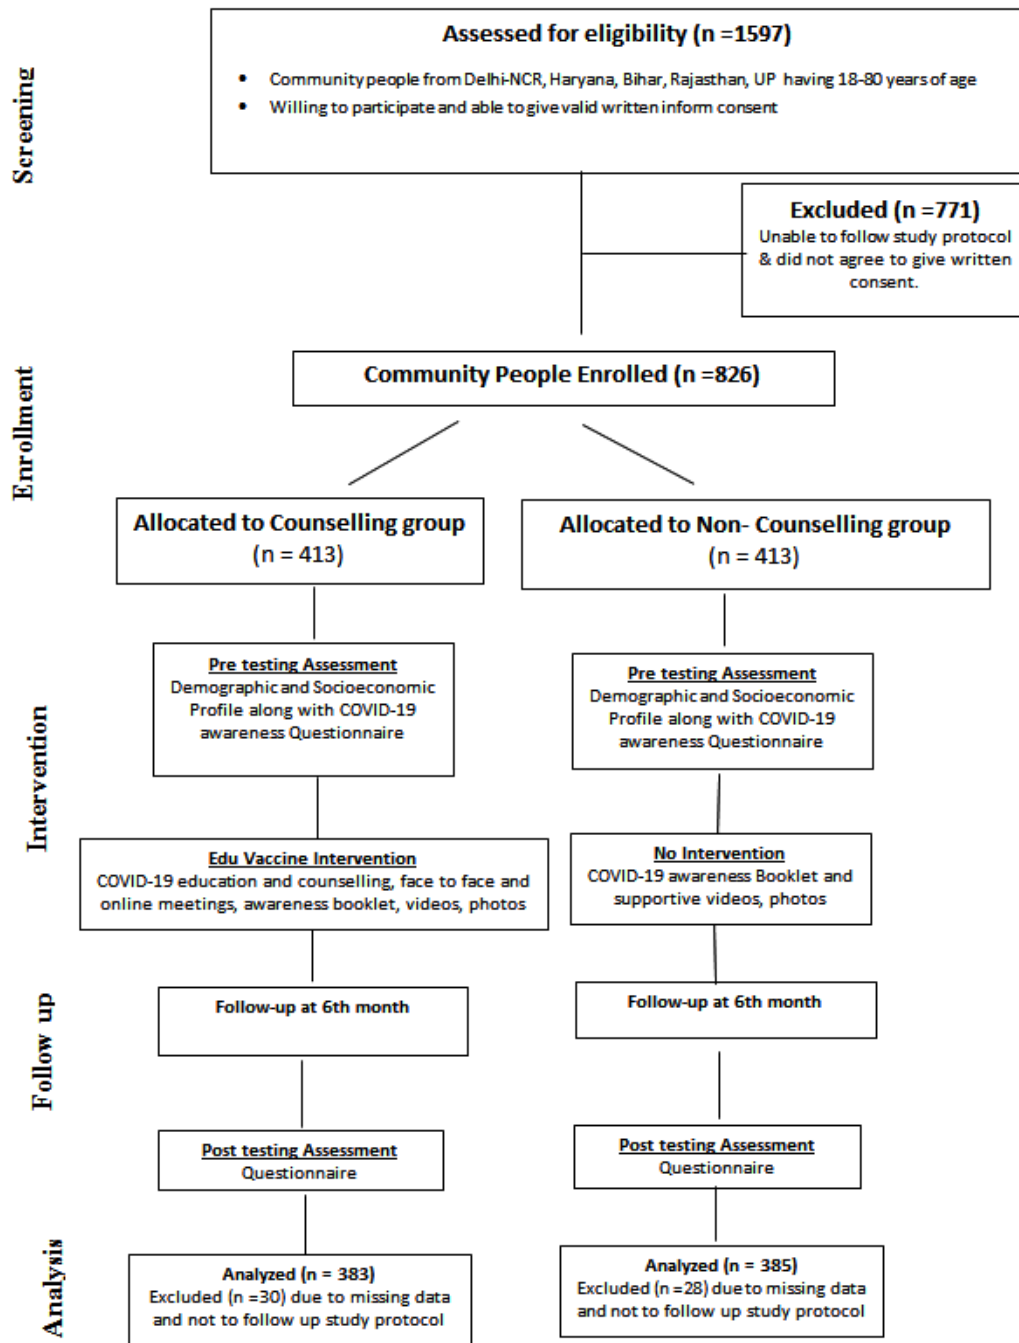 Screening
Assessed for eligibility (n =1597)
• Community people from Delhi-NCR, Haryana, Bihar, Rajasthan, UP having 18-80 years of age
• Willing to participate and able to give valid written inform consent
Excluded (n =771)
Unable to follow study protocol
& did not agree to give written
consent.
Enrollment
Community People Enrolled (n =826)
Allocated to Counselling group
(n = 413)
Allocated to Non- Counselling group
(n = 413)
Intervention
Pre testing Assessment
Demographic and Socioeconomic
Profile along with COVID-19
awareness Questionnaire
Pre testing Assessment
Demographic and Socioeconomic
Profile along with COVID-19
awareness Questionnaire
Edu Vaccine Intervention
COVID-19 education and counselling, face to face and
online meetings, awareness booklet, videos, photos
No Intervention
COVID-19 awareness Booklet and
supportive videos, photos
Follow up
Follow-up at 6th month
Follow-up at 6th month
Post testing Assessment
Questionnaire
Post testing Assessment
Questionnaire
Analysis
Analyzed (n = 383)
Excluded (n =30) due to missing data
and not to follow up study protocol
Analyzed (n = 385)
Excluded (n =28) due to missing data
and not to follow up study protocol